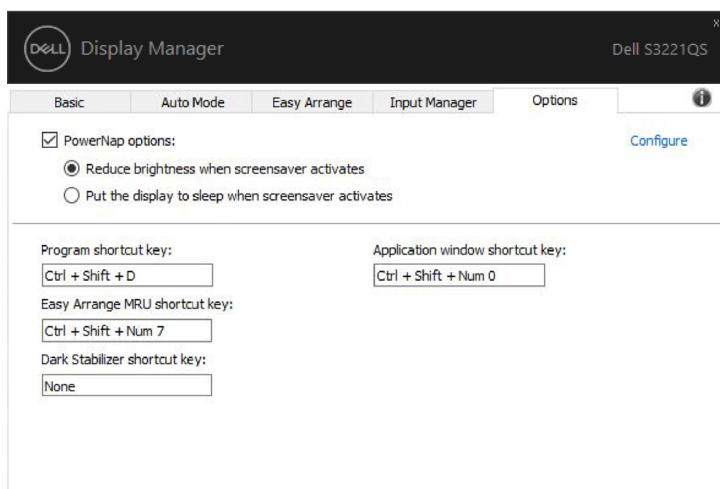 DELL Display Manager Dell S3221QS
Basic Auto Mode Easy Arrange Input Manager Options
PowerNap options: Configure
Reduce brightness when screensaver activates
Put the display to sleep when screensaver activates
Program shortcut key: Application window shortcut key:
Ctrl + Shift + D Ctrl + Shift + Num 0
Easy Arrange MRU shortcut key:
Ctrl + Shift + Num 7
Dark Stabilizer shortcut key:
None